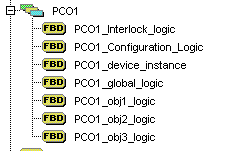 PCO1
FBD PCO1_Interlock_logic
FBD PCO1_Configuration_Logic
FBD PCO1_device_instance
FBD PCO1_global_logic
FBD PCO1_obj1_logic
FBD PCO1_obj2_logic
FBD PCO1_obj3_logic